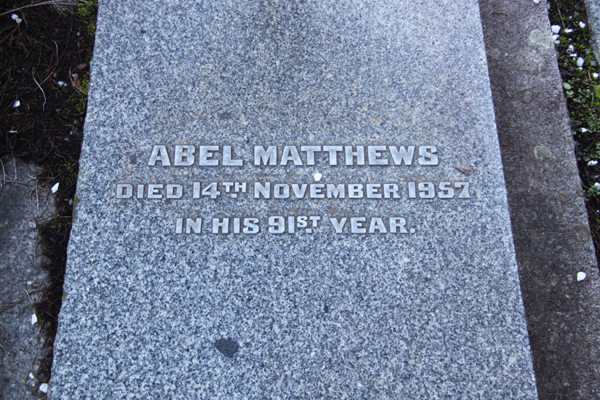 ABEL MATTHEWS
DIED 14TH NOVEMBER 1957
IN HIS 91ST YEAR.